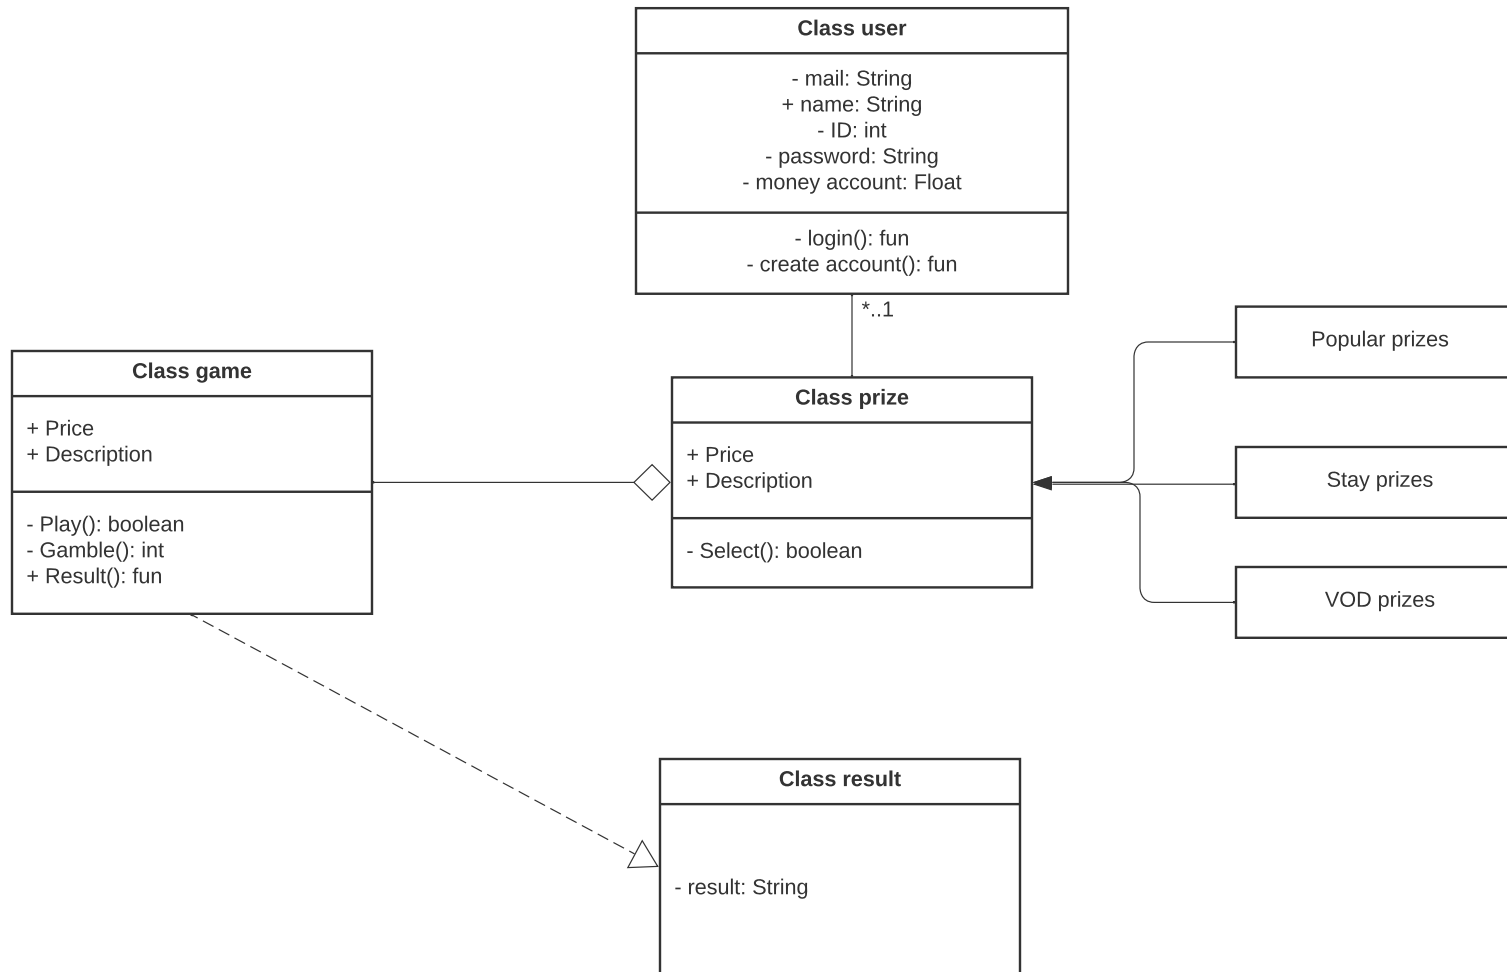 Class user
- mail: String
+ name: String
- ID: int
- password: String
- money account: Float
- login(): fun
- create account(): fun
*..1
Class game
+ Price
+ Description
- Play(): boolean
- Gamble(): int
+ Result(): fun
Class prize
+ Price
+ Description
- Select(): boolean
Popular prizes
Stay prizes
VOD prizes
Class result
- result: String